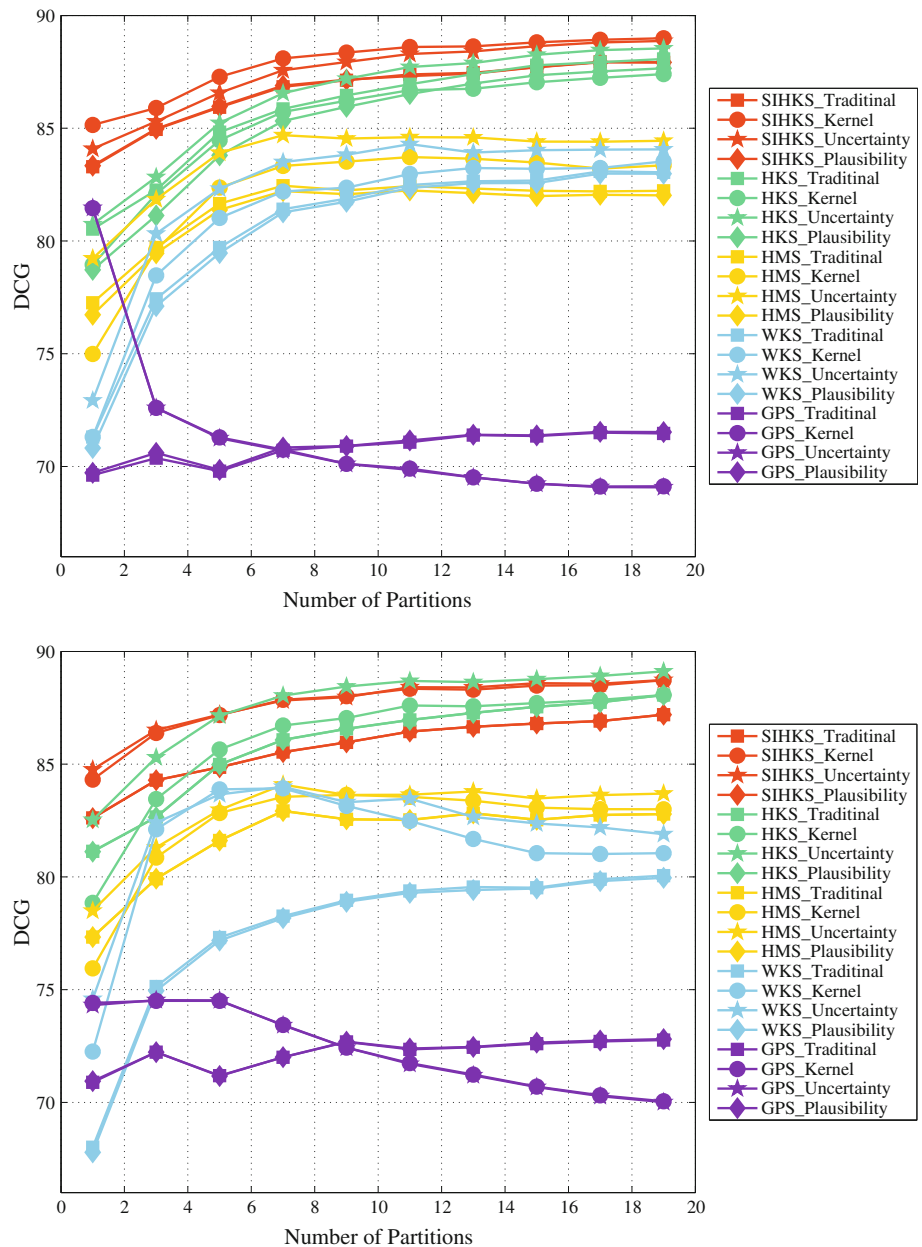 90
85
80
75
70
DCG
0 2 4 6 8 10 12 14 16 18 20
Number of Partitions
SIHKS_Traditinal
SIHKS_Kernel
SIHKS_Uncertainty
SIHKS_Plausibility
HKS_Traditinal
HKS_Kernel
HKS_Uncertainty
HKS_Plausibility
HMS_Traditinal
HMS_Kernel
HMS_Uncertainty
HMS_Plausibility
WKS_Traditinal
WKS_Kernel
WKS_Uncertainty
WKS_Plausibility
GPS_Traditinal
GPS_Kernel
GPS_Uncertainty
GPS_Plausibility
90
85
80
75
70
DCG
0 2 4 6 8 10 12 14 16 18 20
Number of Partitions
SIHKS_Traditinal
SIHKS_Kernel
SIHKS_Uncertainty
SIHKS_Plausibility
HKS_Traditinal
HKS_Kernel
HKS_Uncertainty
HKS_Plausibility
HMS_Traditinal
HMS_Kernel
HMS_Uncertainty
HMS_Plausibility
WKS_Traditinal
WKS_Kernel
WKS_Uncertainty
WKS_Plausibility
GPS_Traditinal
GPS_Kernel
GPS_Uncertainty
GPS_Plausibility